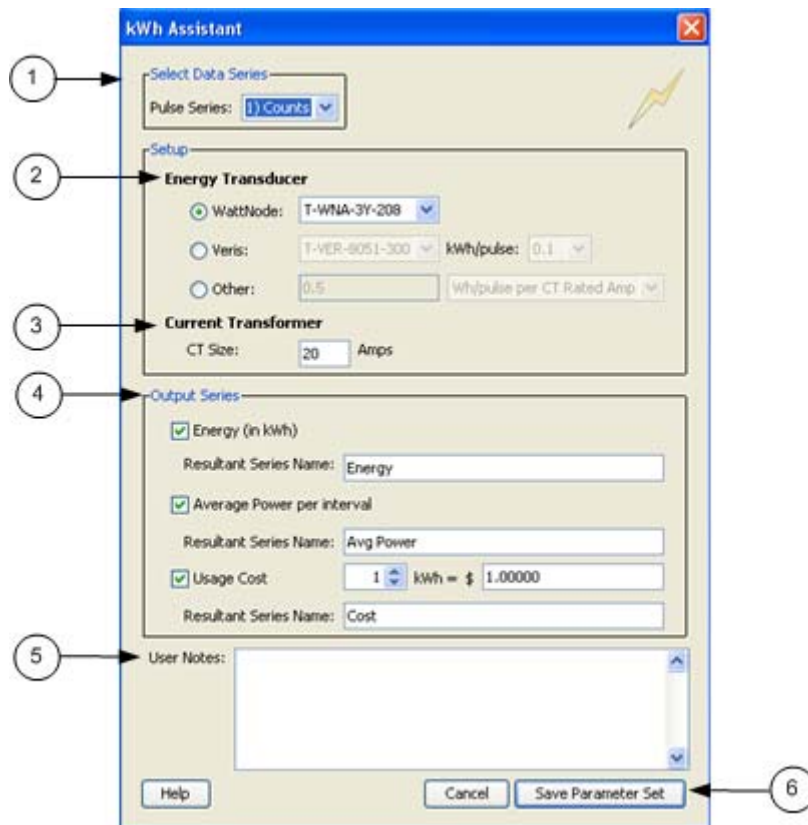 kWh Assistant
1
Select Data Series
Pulse Series: 1) Counts
Setup
2
Energy Transducer
WattNode: T-WNA-3Y-208
Veris: T-VER-8051-300 kWh/pulse: 0.1
Other: 0.5 Wh/pulse per CT Rated Amp
3
Current Transformer
CT Size: 20 Amps
4
Output Series
Energy (in kWh)
Resultant Series Name: Energy
Average Power per interval
Resultant Series Name: Avg Power
Usage Cost 1 kWh = $ 1.00000
Resultant Series Name: Cost
5
User Notes:
Help Cancel Save Parameter Set
6